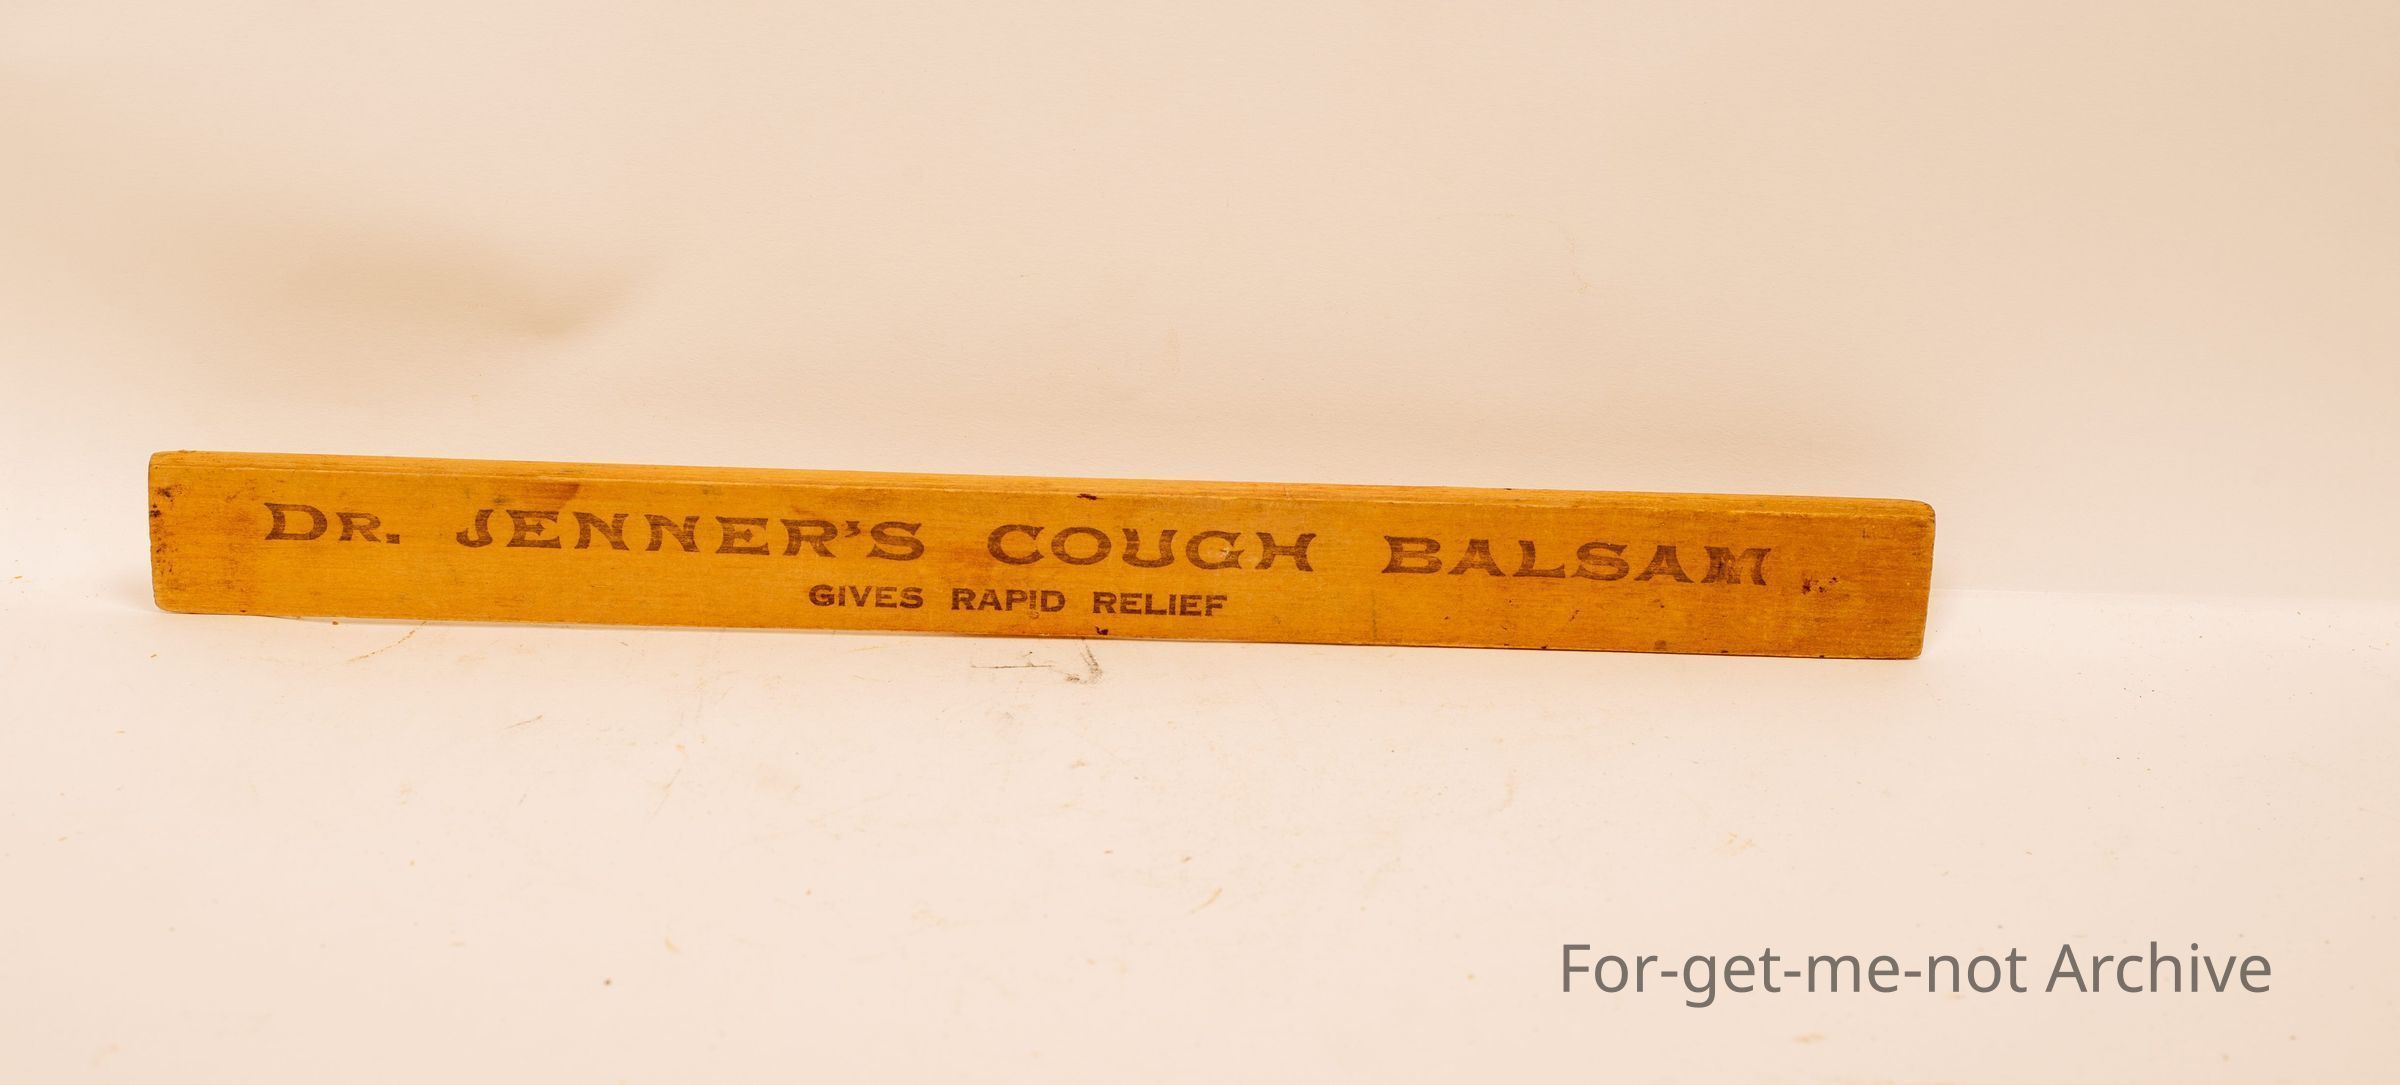 DR. JENNER'S COUGH BALSAM
GIVES RAPID RELIEF
For-get-me-not Archive